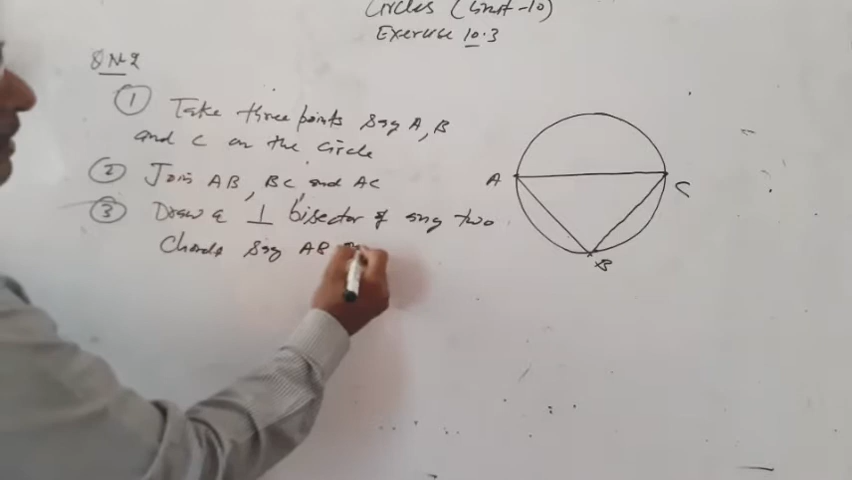 Circles (Unit-10)
Exercise 10.3
Q N 2
① Take three points say A, B
and C on the circle
② Join AB, BC, and AC
③ Draw a ⊥ bisector of any two
Chords say AB
A
C
B